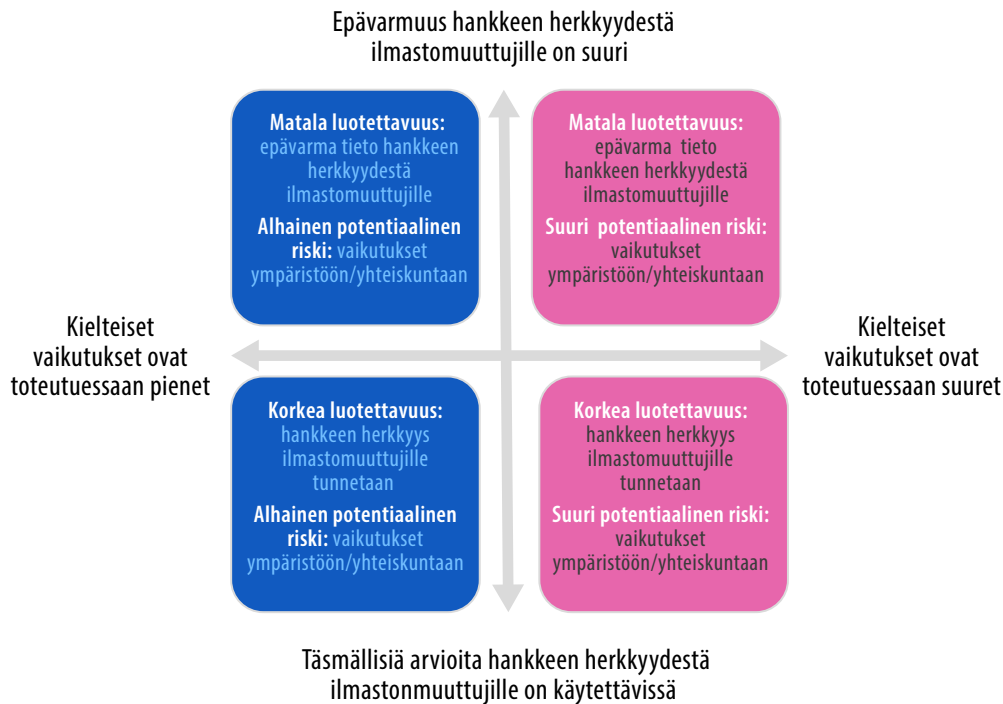 Epävarmuus hankkeen herkkyydestä
ilmastomuuttujille on suuri
Matala luotettavuus:
epävarma tieto hankkeen
herkkyydestä
ilmastomuuttujille
Alhainen potentiaalinen
riski: vaikutukset
ympäristöön/yhteiskuntaan
Matala luotettavuus:
epävarma tieto
hankkeen herkkyydestä
ilmastomuuttujille
Suuri potentiaalinen riski:
vaikutukset
ympäristöön/yhteiskuntaan
Kielteiset
vaikutukset ovat
toteutuessaan pienet
Kielteiset
vaikutukset ovat
toteutuessaan suuret
Korkea luotettavuus:
hankkeen herkkyys
ilmastomuuttujille
tunnetaan
Alhainen potentiaalinen
riski: vaikutukset
ympäristöön/yhteiskuntaan
Korkea luotettavuus:
hankkeen herkkyys
ilmastomuuttujille
tunnetaan
Suuri potentiaalinen riski:
vaikutukset
ympäristöön/yhteiskuntaan
Täsmällisiä arvioita hankkeen herkkyydestä
ilmastonmuuttujille on käytettävissä